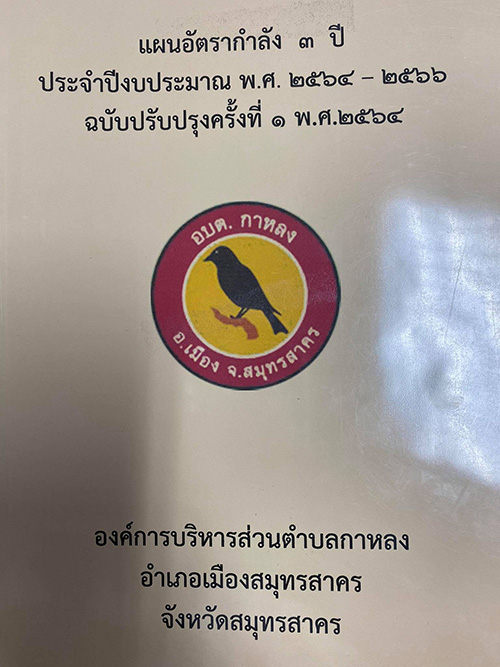 แผนอัตรากำลัง ๓ ปี
ประจำปีงบประมาณ พ.ศ. ๒๕๖๔ – ๒๕๖๖
ฉบับปรับปรุงครั้งที่ ๑ พ.ศ.๒๕๖๔
อบต. กาหลง
อ.เมือง จ.สมุทรสาคร
องค์การบริหารส่วนตำบลกาหลง
อำเภอเมืองสมุทรสาคร
จังหวัดสมุทรสาคร